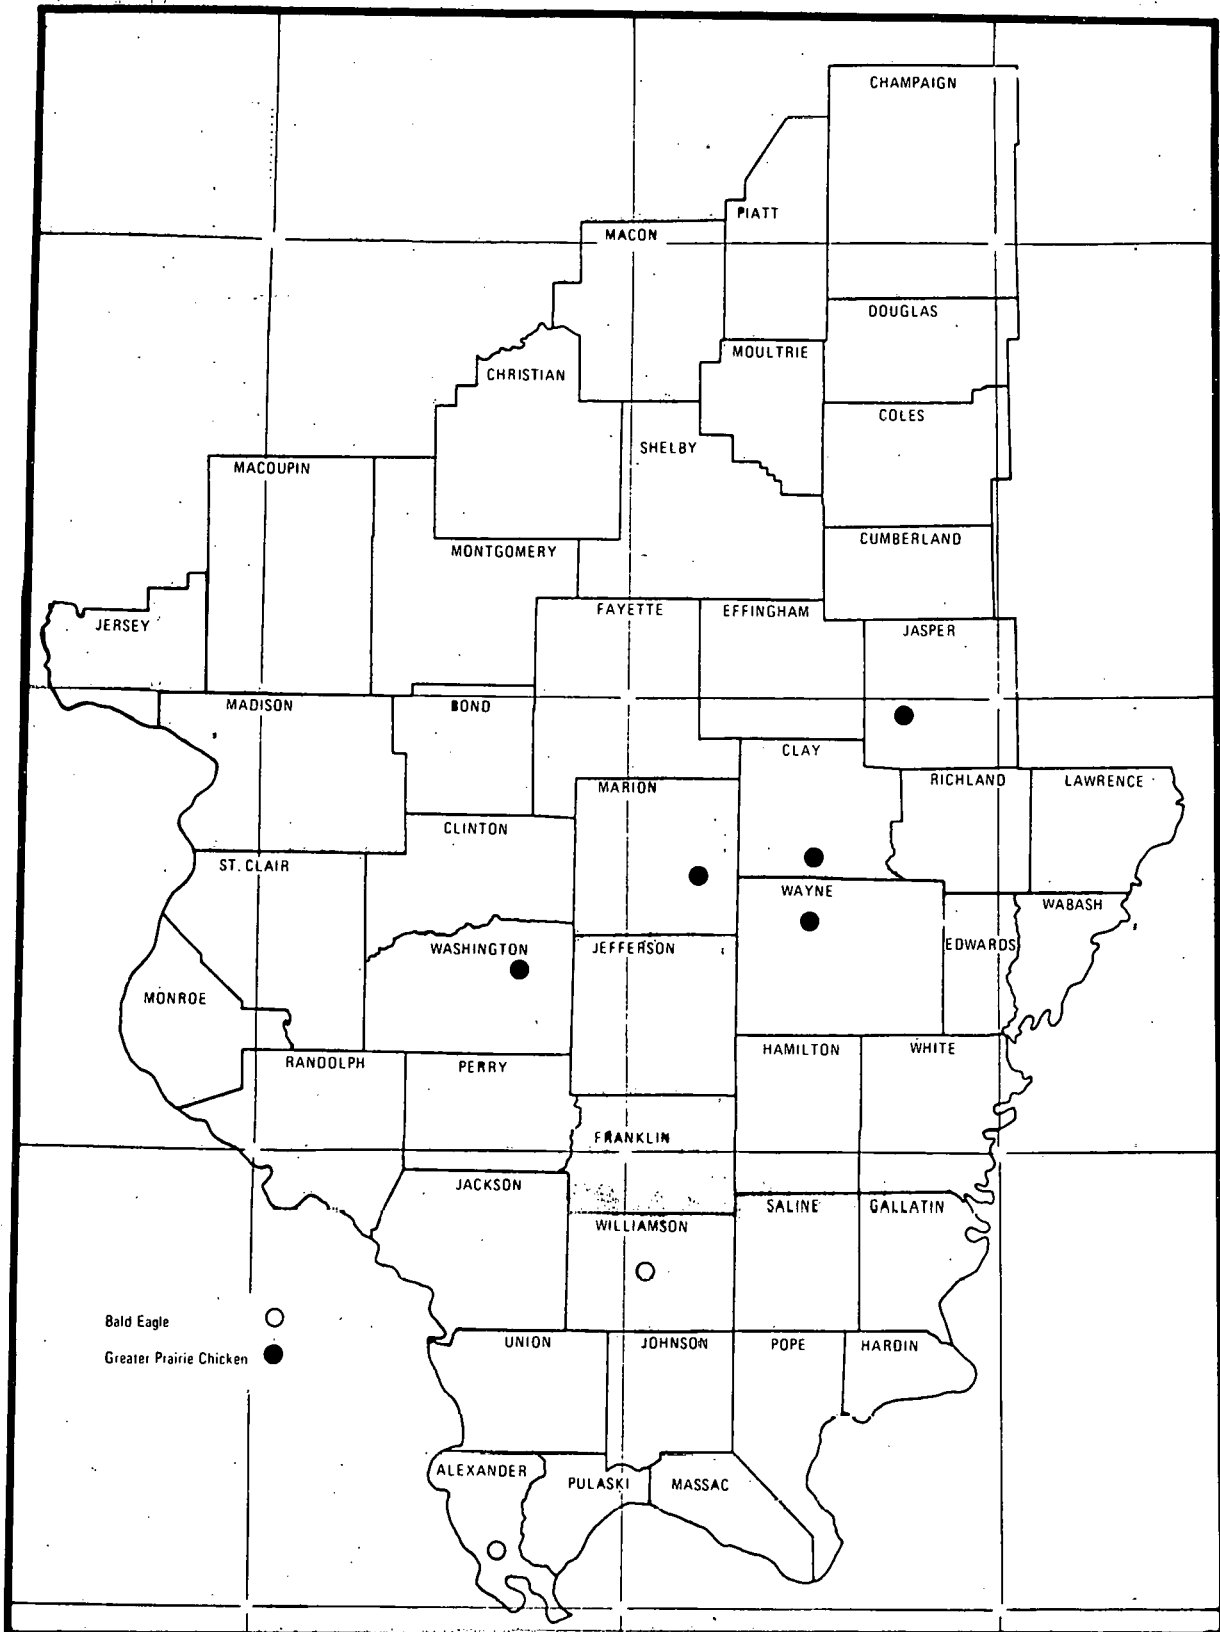 CHAMPAIGN
PIATT
MACON
DOUGLAS
MOULTRIE
CHRISTIAN
COLES
SHELBY
MACOUPIN
CUMBERLAND
MONTGOMERY
FAYETTE
EFFINGHAM
JERSEY
JASPER
MADISON
BOND
CLAY
MARION
RICHLAND
LAWRENCE
CLINTON
ST. CLAIR
WAYNE
WABASH
WASHINGTON
JEFFERSON
EDWARDS
MONROE
HAMILTON
WHITE
RANDOLPH
PERRY
FRANKLIN
JACKSON
SALINE
GALLATIN
WILLIAMSON
Bald Eagle
UNION
JOHNSON
POPE
HARDIN
Greater Prairie Chicken
ALEXANDER
PULASKI
MASSAC